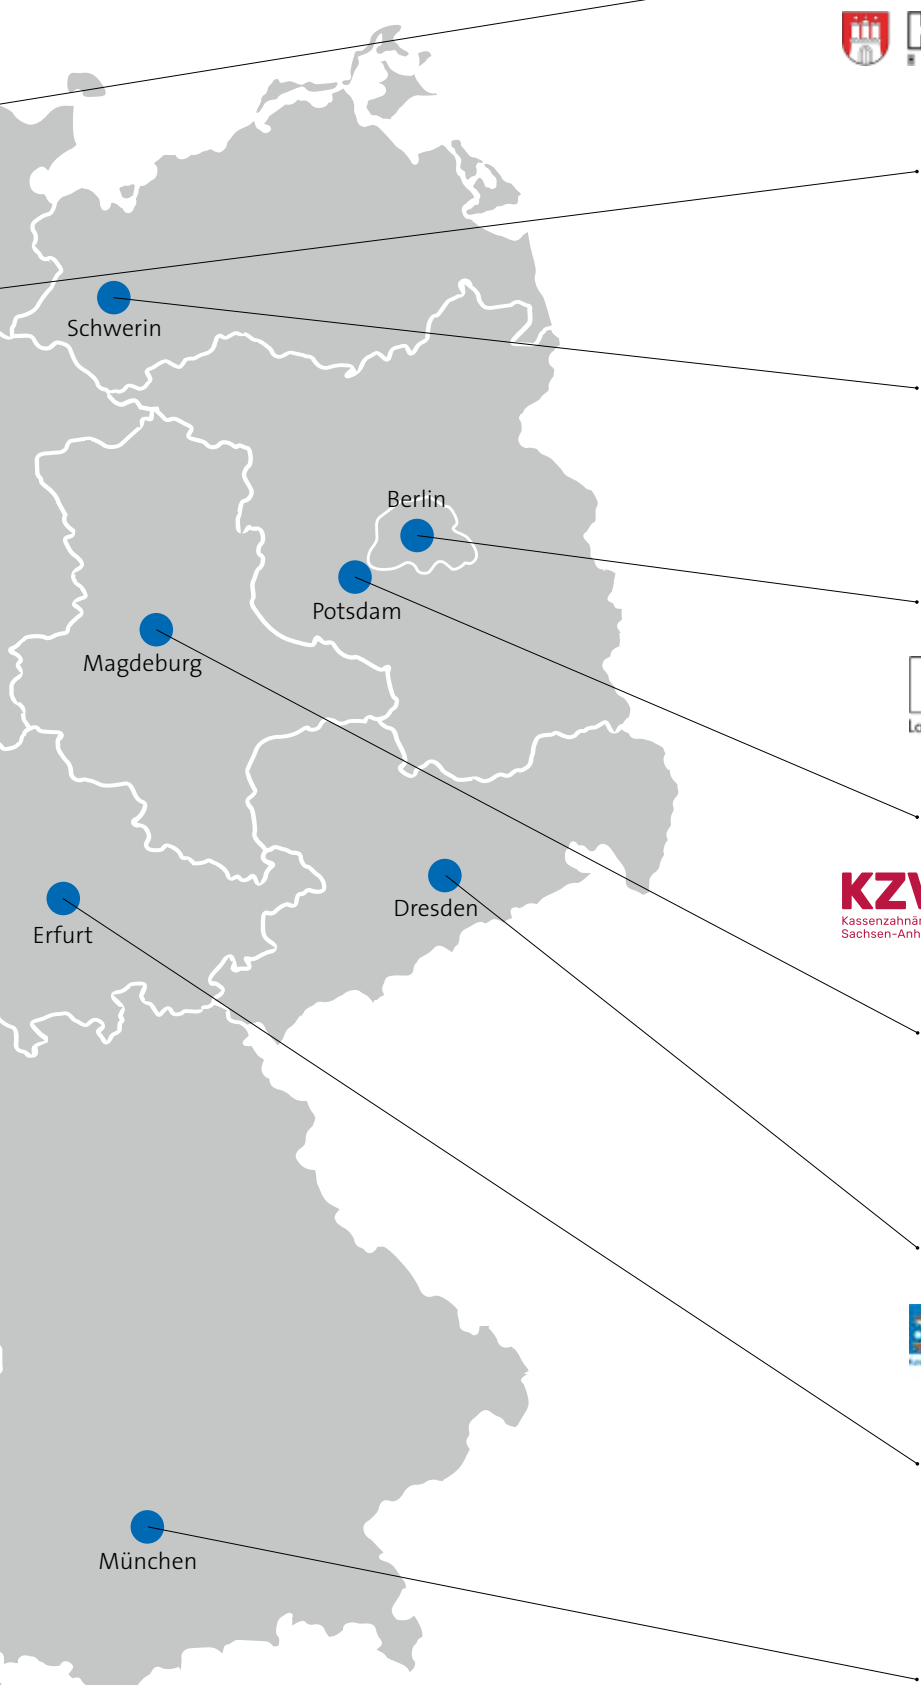 Schwerin
Berlin
Potsdam
Magdeburg
KZV
Kassenzahnär
Sachsen-Anh
Dresden
Erfurt
München